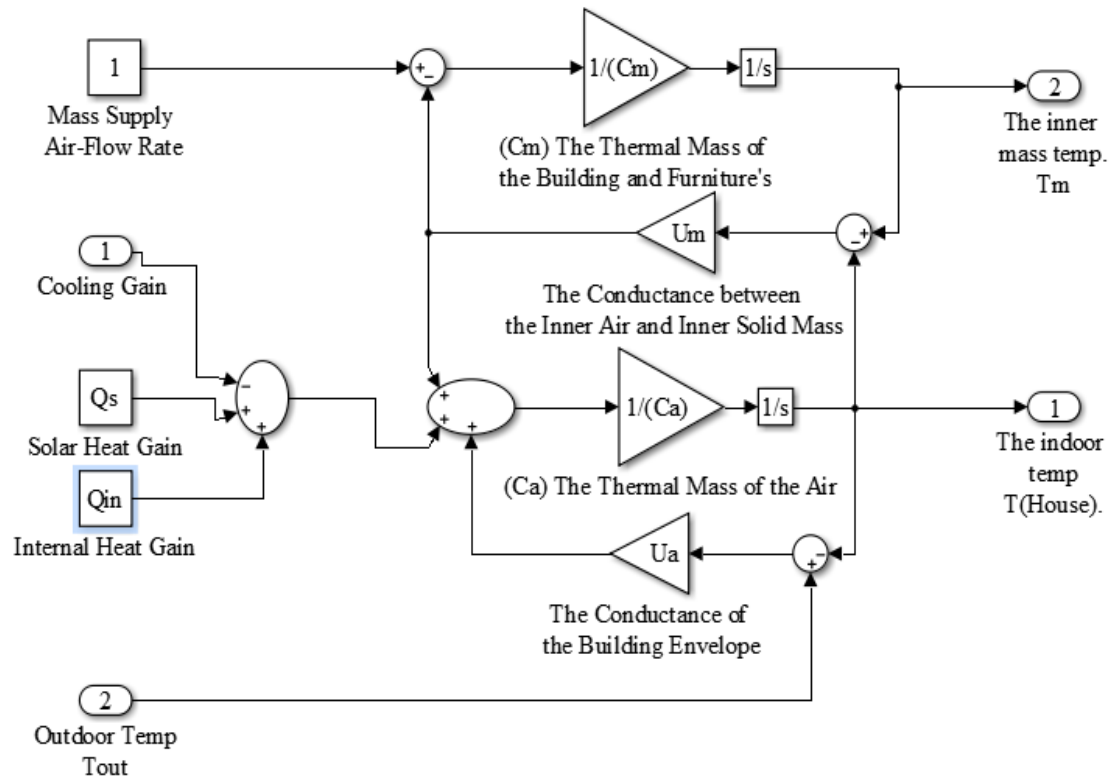 1
Mass Supply
Air-Flow Rate
+
−
1/(Cm)
1/s
(Cm) The Thermal Mass of
the Building and Furniture's
2
The inner
mass temp.
Tm
Um
−
+
The Conductance between
the Inner Air and Inner Solid Mass
1
Cooling Gain
Qs
Solar Heat Gain
Qin
Internal Heat Gain
−
+
+
+
+
+
1/(Ca)
1/s
(Ca) The Thermal Mass of the Air
1
The indoor
temp
T(House).
Ua
−
+
The Conductance of
the Building Envelope
2
Outdoor Temp
Tout